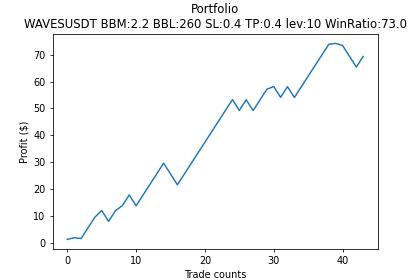 Portfolio
WAVESUSDT BBM:2.2 BBL:260 SL:0.4 TP:0.4 lev:10 WinRatio:73.0
70
60
50
40
30
20
10
0
Profit ($)
0 10 20 30 40
Trade counts